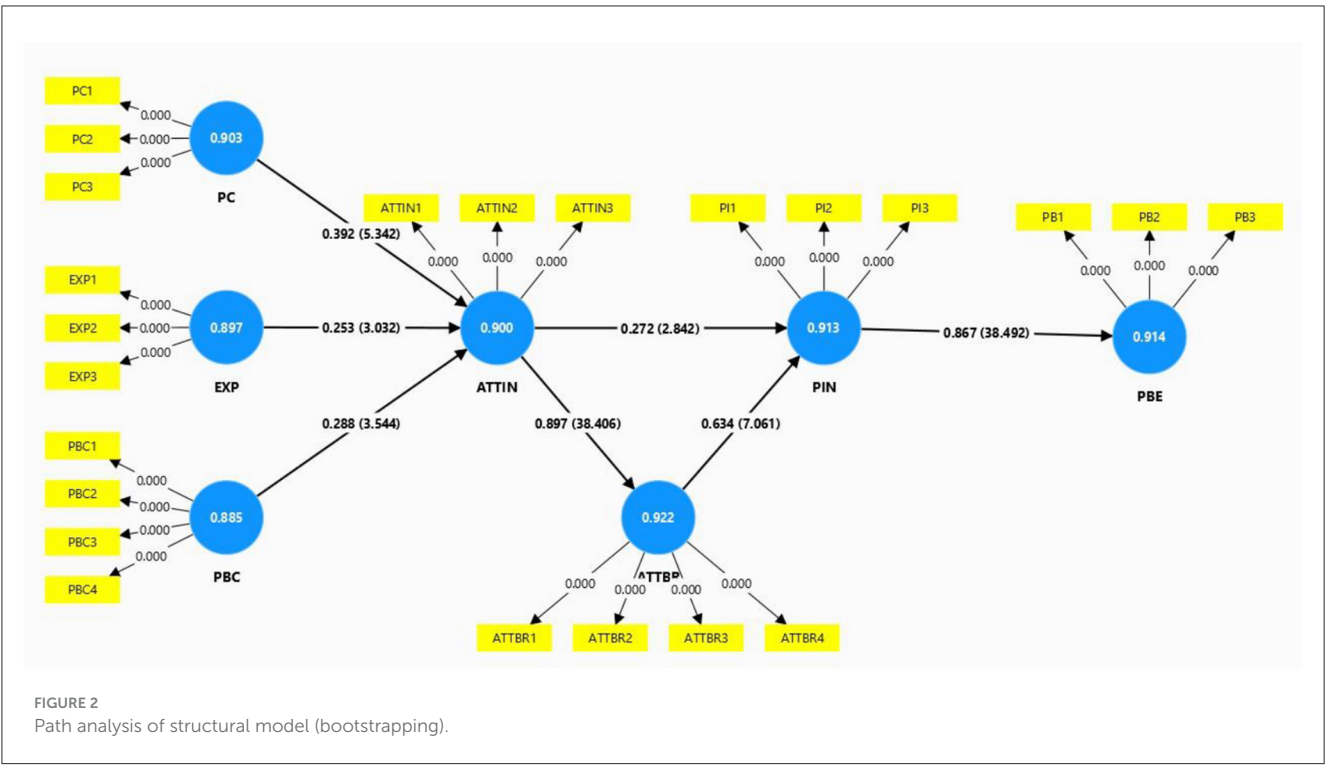 PC1
0.000
PC2
0.000
0.903
0.000
PC3
PC
ATTIN1
ATTIN2
ATTIN3
PI1
PI2
PI3
PB1
PB2
PB3
0.392 (5.342)
0.000
0.000
0.000
0.000
0.000
0.000
0.000
0.000
0.000
EXP1
0.000
EXP2
0.000
0.897
0.253 (3.032)
0.900
0.272 (2.842)
0.913
0.867 (38.492)
0.914
0.000
EXP3
EXP
ATTIN
PIN
PBE
0.288 (3.544)
0.897 (38.406)
0.634 (7.061)
PBC1
0.000
PBC2
0.000
0.885
0.922
0.000
PBC3
0.000
PBC4
PBC
ATTBR
0.000
0.000
0.000
0.000
ATTBR1
ATTBR2
ATTBR3
ATTBR4
FIGURE 2
Path analysis of structural model (bootstrapping).